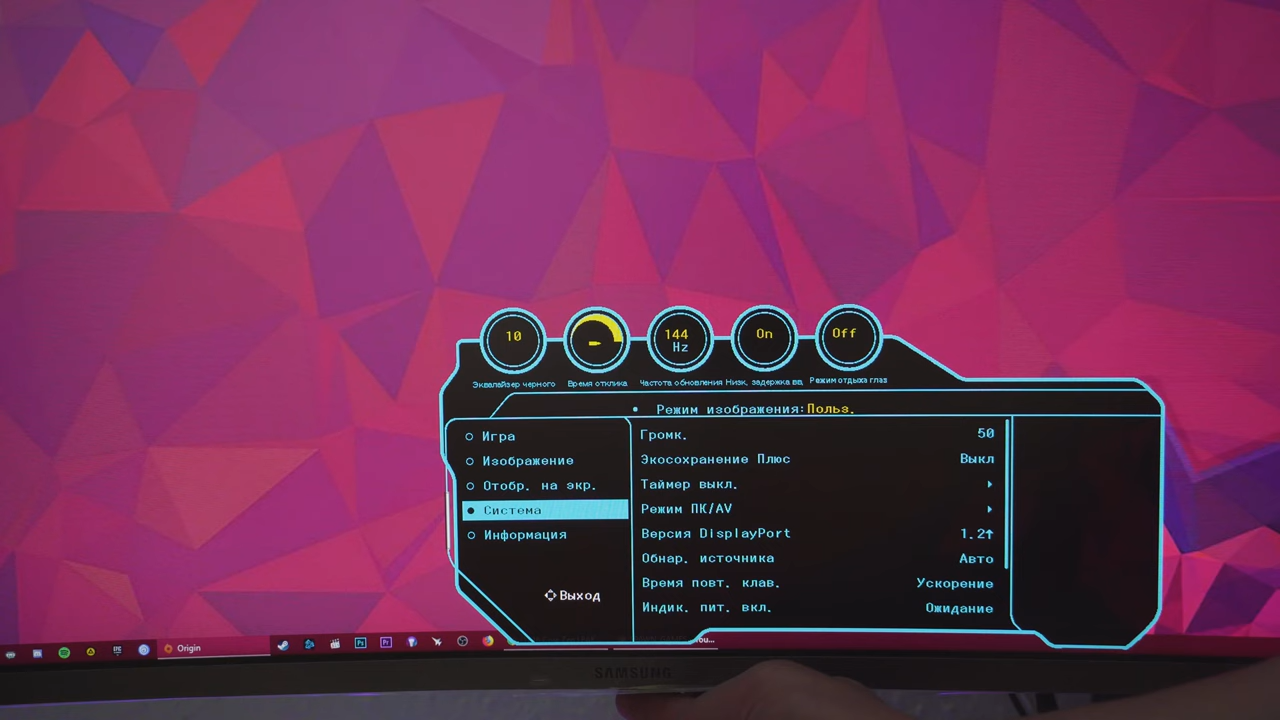 10
144
Hz
On
Off
Эквалайзер черного
Время отклика
Частота обновления
Низк. задержка вв.
Режим отдыха глаз
Режим изображения: Польз.
Игра
Изображение
Отобр. на экр.
Система
Информация
Выход
Громк. 50
Экосохранение Плюс Выкл
Таймер выкл.
Режим ПК/AV
Версия DisplayPort 1.2↑
Обнар. источника Авто
Время повт. клав. Ускорение
Индик. пит. вкл. Ожидание
Ps
Pr
Origin
SAMSUNG